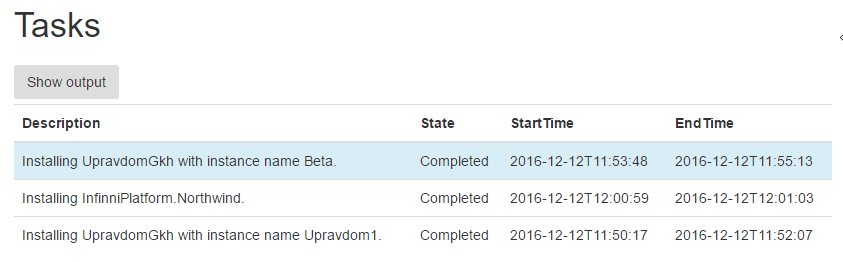 Tasks
Show output
Description State StartTime EndTime
Installing UpravdomGkh with instance name Beta. Completed 2016-12-12T11:53:48 2016-12-12T11:55:13
Installing InfinniPlatform.Northwind. Completed 2016-12-12T12:00:59 2016-12-12T12:01:03
Installing UpravdomGkh with instance name Upravdom1. Completed 2016-12-12T11:50:17 2016-12-12T11:52:07